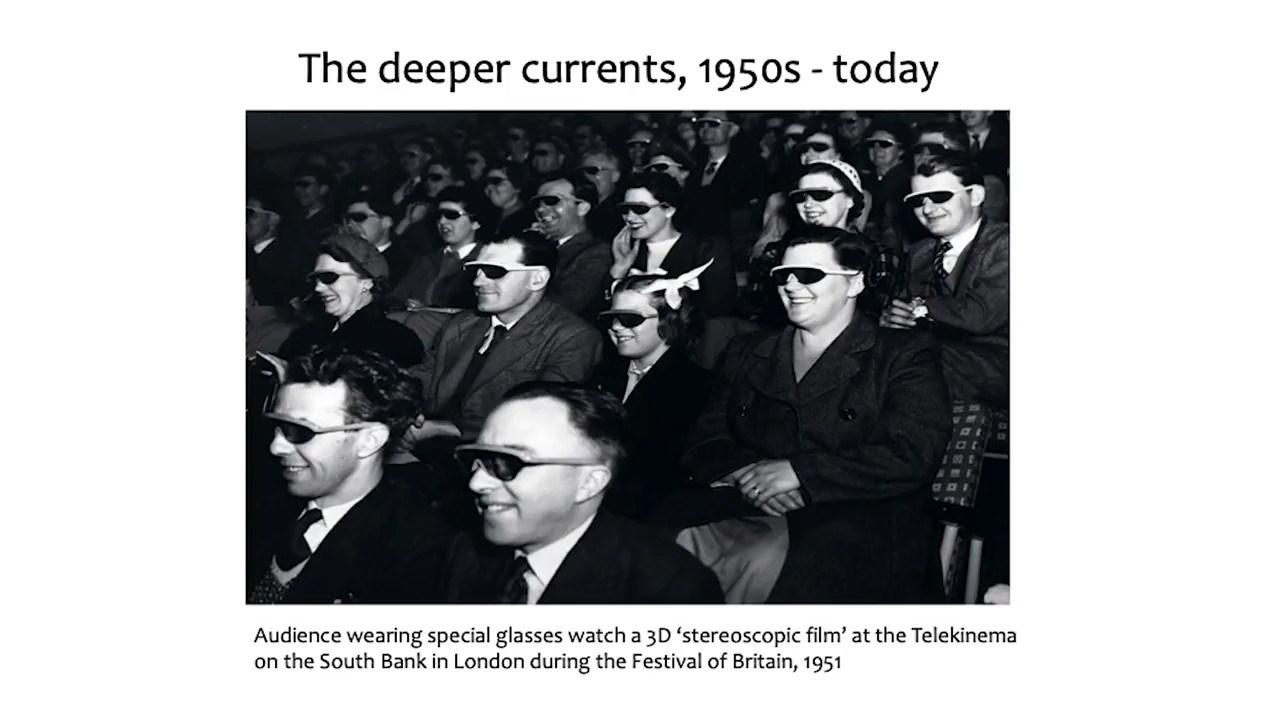 The deeper currents, 1950s - today
Audience wearing special glasses watch a 3D ‘stereoscopic film’ at the Telekinema
on the South Bank in London during the Festival of Britain, 1951